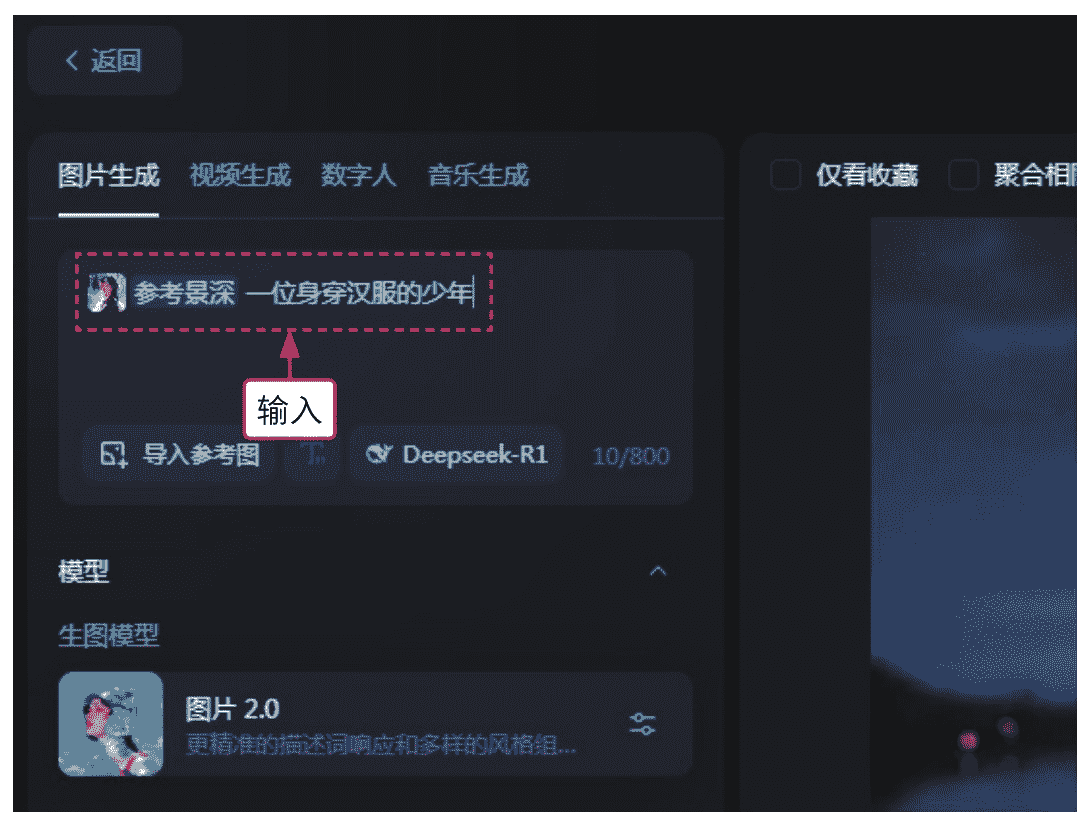 返回
图片生成 视频生成 数字人 音乐生成
仅看收藏 聚合相
参考景深 一位身穿汉服的少年
输入
导入参考图 Deepseek-R1 10/800
模型
生图模型
图片 2.0
更精准的描述词响应和多样的风格组...